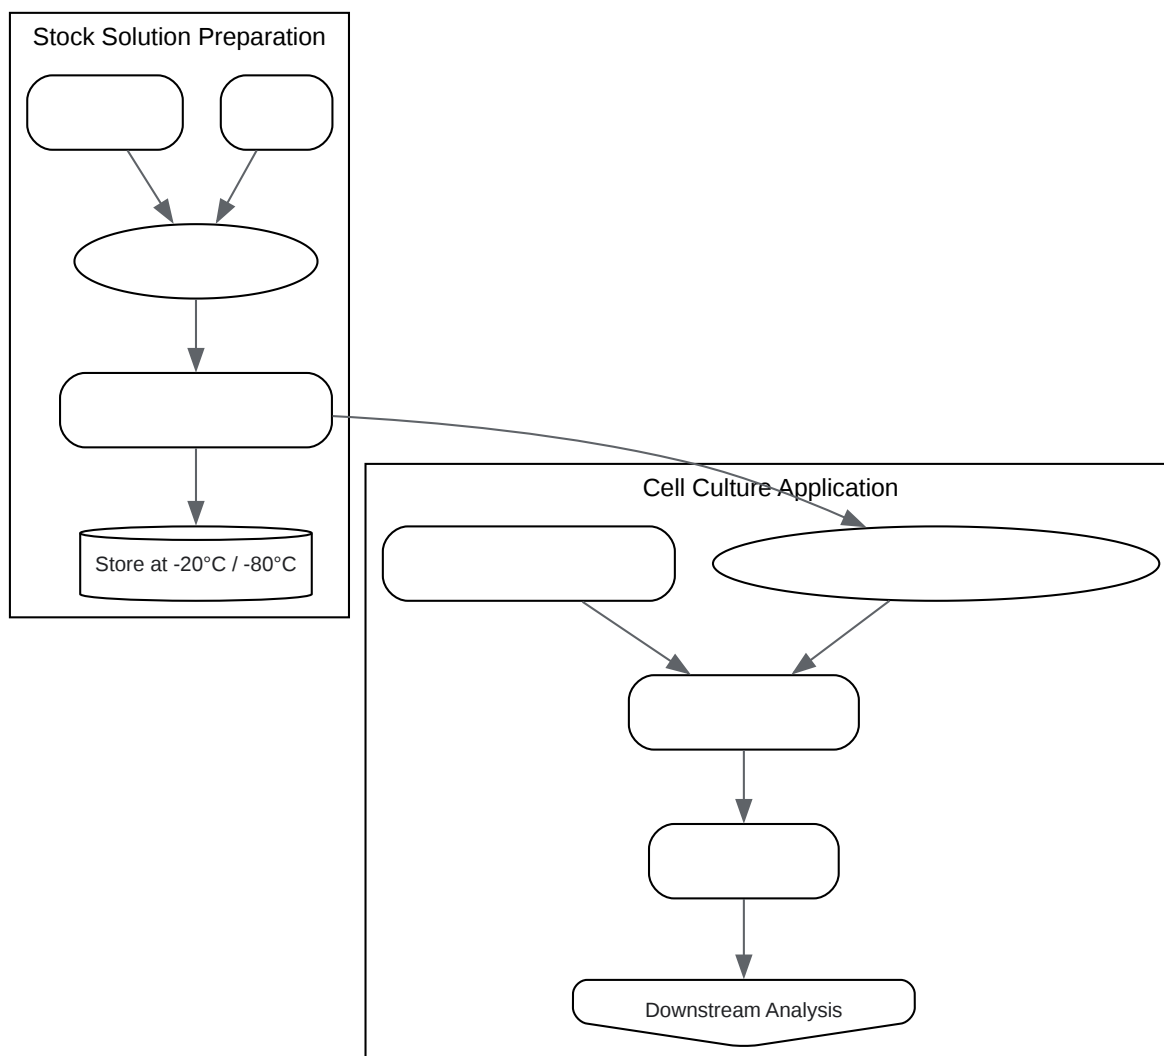 Stock Solution Preparation
Store at -20°C / -80°C
Cell Culture Application
Downstream Analysis